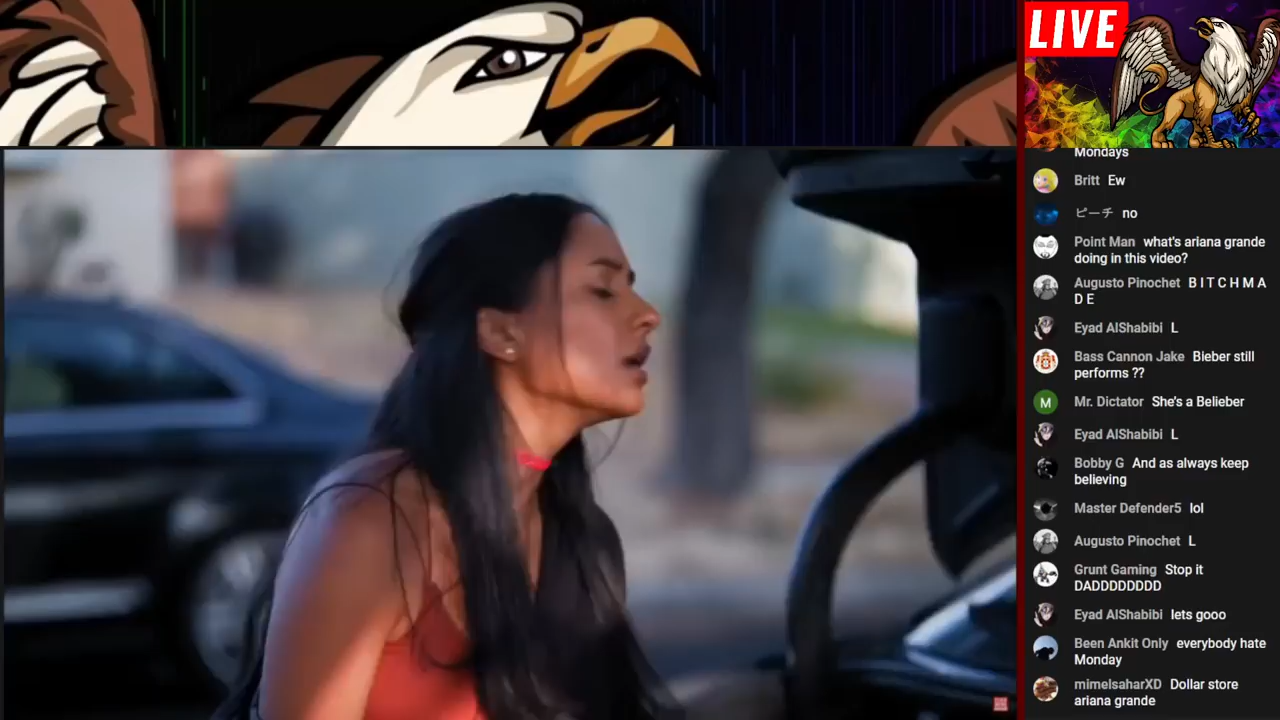 LIVE
Mondays
Britt Ew
ピーチ no
Point Man what's ariana grande
doing in this video?
Augusto Pinochet B I T C H M A
D E
Eyad AlShabibi L
Bass Cannon Jake Bieber still
performs ??
M
Mr. Dictator She's a Belieber
Eyad AlShabibi L
Bobby G And as always keep
believing
Master Defender5 lol
Augusto Pinochet L
Grunt Gaming Stop it
DADDDDDDDD
Eyad AlShabibi lets gooo
Been Ankit Only everybody hate
Monday
mimelsaharXD Dollar store
ariana grande